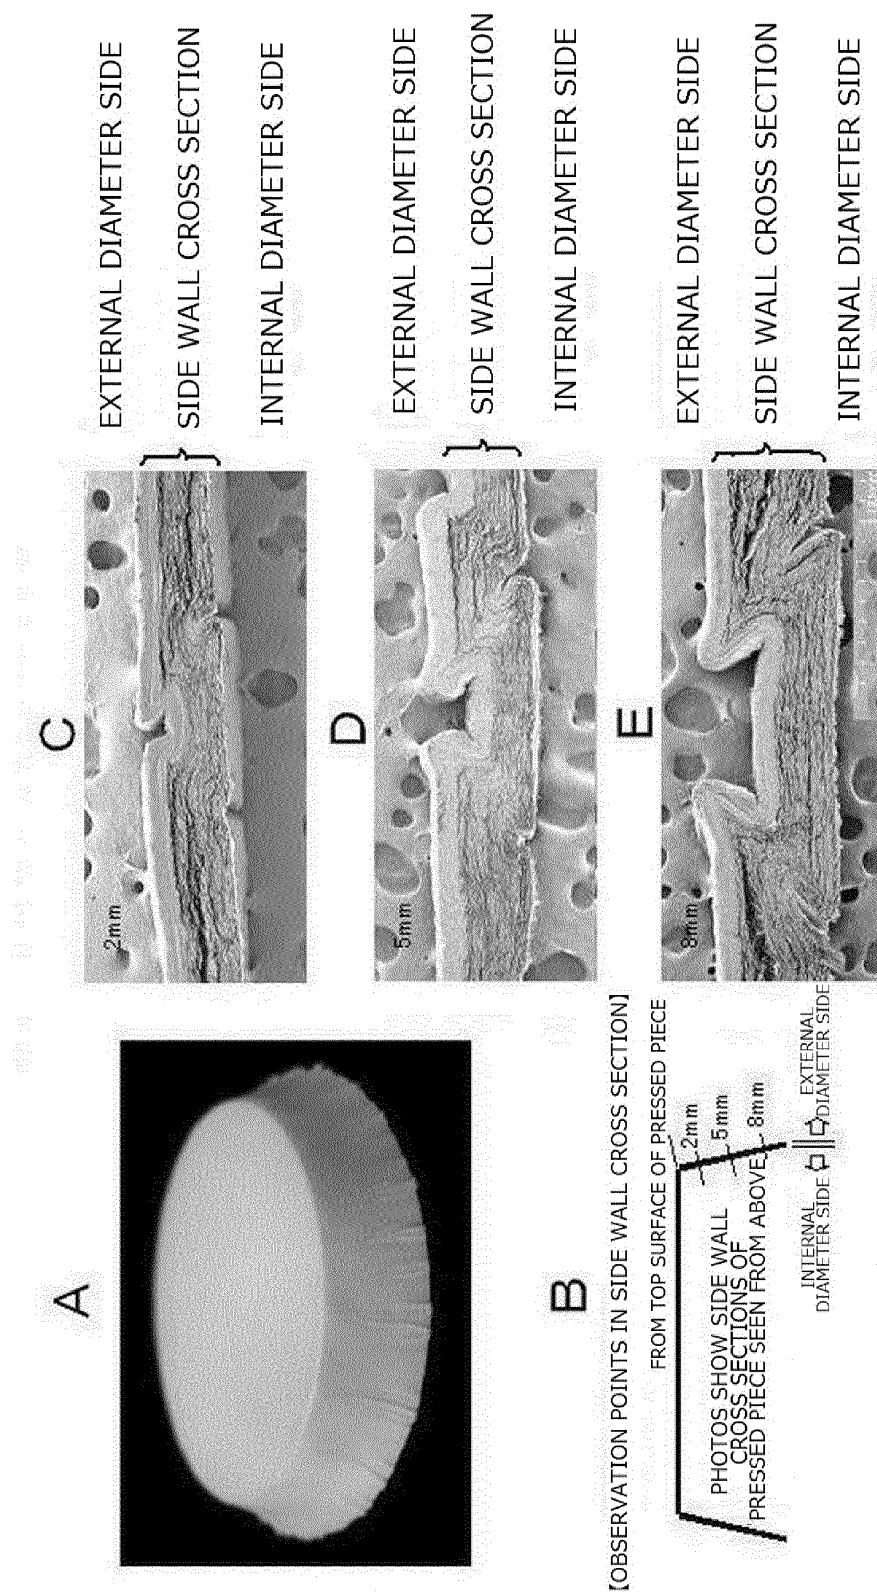 A
B
【OBSERVATION POINTS IN SIDE WALL CROSS SECTION】
FROM TOP SURFACE OF PRESSED PIECE
2mm
5mm
8mm
PHOTOS SHOW SIDE WALL
CROSS SECTIONS OF
PRESSED PIECE SEEN FROM ABOVE
INTERNAL
DIAMETER SIDE
EXTERNAL
DIAMETER SIDE
C
2mm
EXTERNAL DIAMETER SIDE
SIDE WALL CROSS SECTION
INTERNAL DIAMETER SIDE
D
5mm
EXTERNAL DIAMETER SIDE
SIDE WALL CROSS SECTION
INTERNAL DIAMETER SIDE
E
8mm
EXTERNAL DIAMETER SIDE
SIDE WALL CROSS SECTION
INTERNAL DIAMETER SIDE